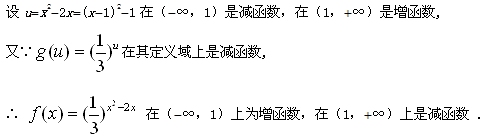 设 u=x²−2x=(x−1)²−1 在（−∞，1）是减函数，在（1，+∞）是增函数,
又∵ g(u)=(1/3)^u 在其定义域上是减函数，
∴ f(x)=(1/3)^{x²−2x} 在（−∞，1）上为增函数，在（1，+∞）上是减函数．